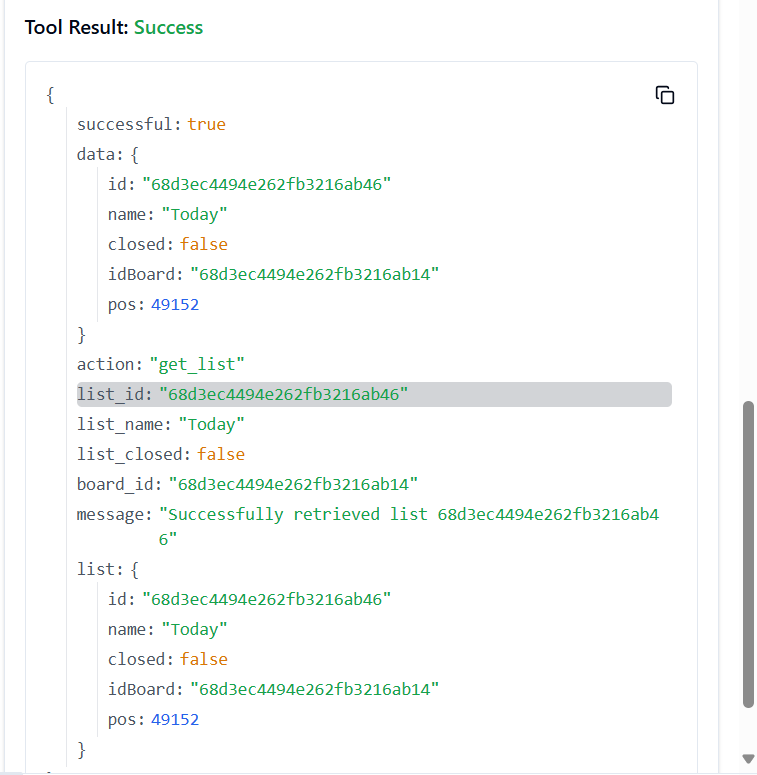 Tool Result: Success
{
successful: true
data: {
id: "68d3ec4494e262fb3216ab46"
name: "Today"
closed: false
idBoard: "68d3ec4494e262fb3216ab14"
pos: 49152
}
action: "get_list"
list_id: "68d3ec4494e262fb3216ab46"
list_name: "Today"
list_closed: false
board_id: "68d3ec4494e262fb3216ab14"
message: "Successfully retrieved list 68d3ec4494e262fb3216ab4
6"
list: {
id: "68d3ec4494e262fb3216ab46"
name: "Today"
closed: false
idBoard: "68d3ec4494e262fb3216ab14"
pos: 49152
}